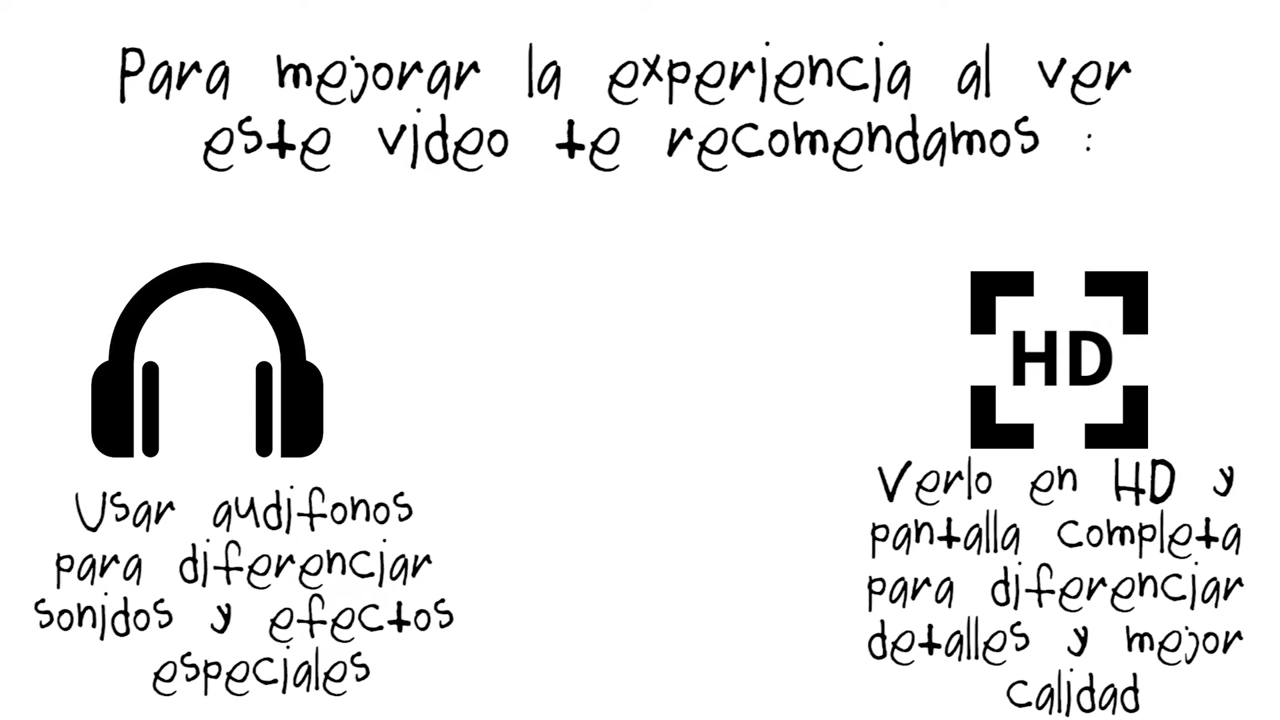 Para mejorar la experiencia al ver
este video te recomendamos :
Usar audifonos
para diferenciar
sonidos y efectos
especiales
HD
Verlo en HD y
pantalla completa
para diferenciar
detalles y mejor
calidad